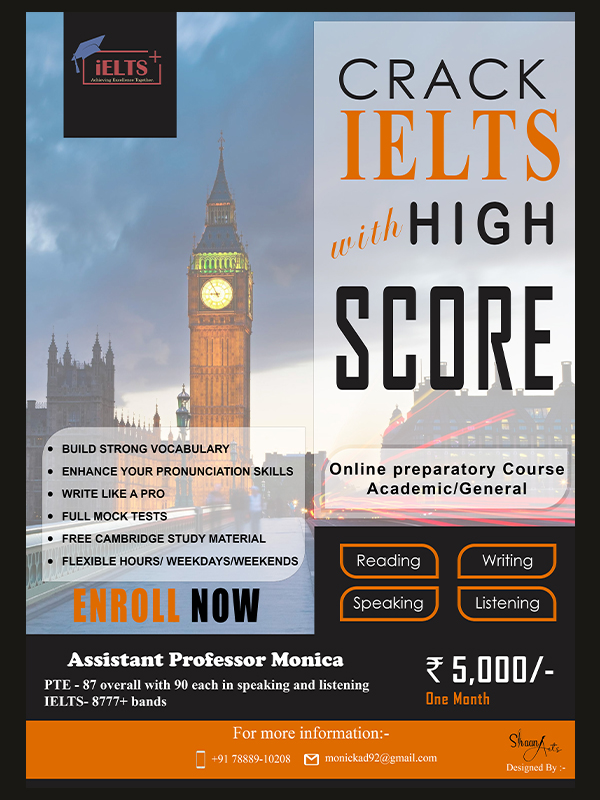 iELTS+
Achieving Excellence Together.
CRACK
IELTS
with HIGH
SCORE
Online preparatory Course
Academic/General
BUILD STRONG VOCABULARY
ENHANCE YOUR PRONUNCIATION SKILLS
WRITE LIKE A PRO
FULL MOCK TESTS
FREE CAMBRIDGE STUDY MATERIAL
FLEXIBLE HOURS/ WEEKDAYS/WEEKENDS
Reading
Writing
Speaking
Listening
ENROLL NOW
Assistant Professor Monica
PTE - 87 overall with 90 each in speaking and listening
IELTS- 8777+ bands
₹ 5,000/-
One Month
For more information:-
+91 78889-10208
monickad92@gmail.com
Shaan Arts
Designed By :-